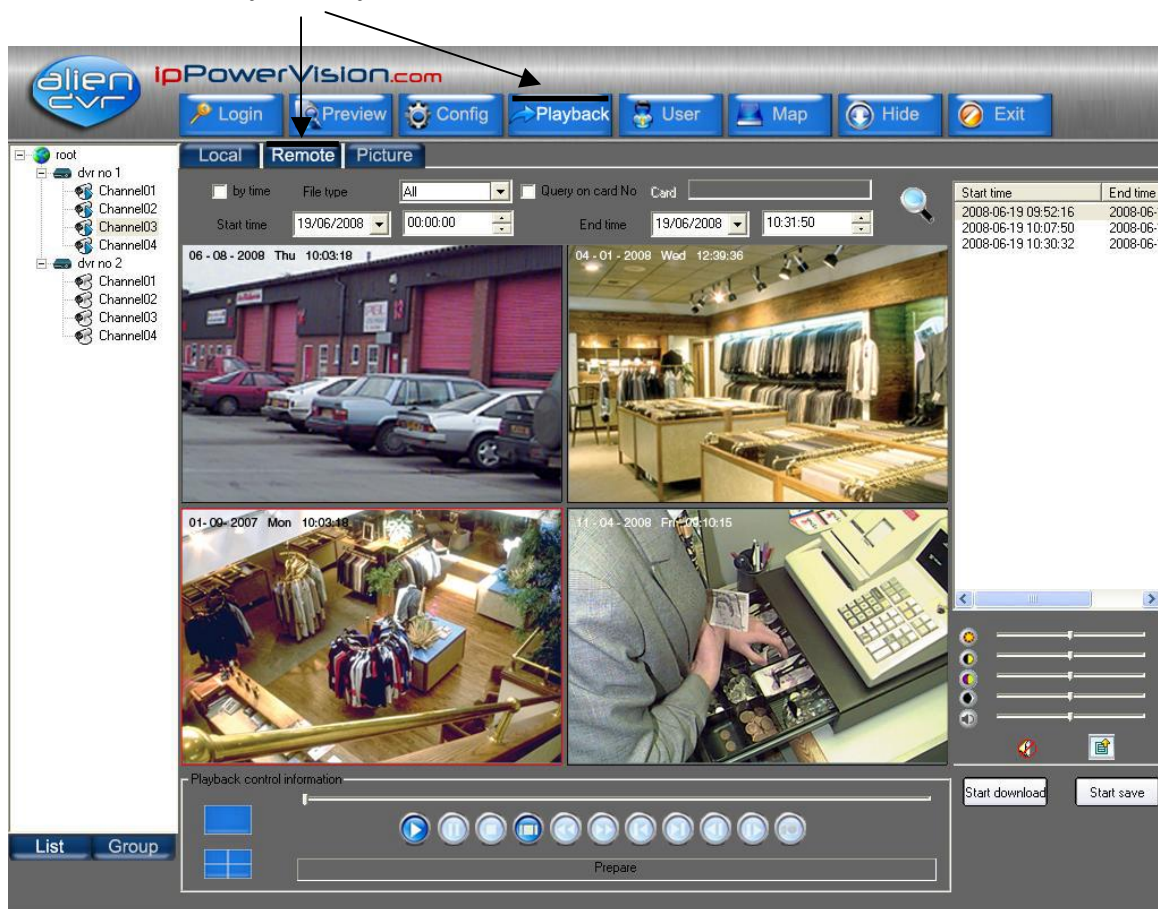 alien
dvr
ipPowerVision.com
Login
Preview
Config
Playback
User
Map
Hide
Exit
root
dvr no 1
Channel01
Channel02
Channel03
Channel04
dvr no 2
Channel01
Channel02
Channel03
Channel04
List
Group
Local
Remote
Picture
by time
File type
All
Query on card No
Card
Start time
19/06/2008
00:00:00
End time
19/06/2008
10:31:50
06 - 08 - 2008 Thu 10:03:18
04 - 01 - 2008 Wed 12:39:36
01- 09- 2007 Mon 10:03:18
11 - 04 - 2008 Fri 09:10:15
Start time End time
2008-06-19 09:52:16 2008-06-
2008-06-19 10:07:50 2008-06-
2008-06-19 10:30:32 2008-06-
Start download
Start save
Playback control information
Prepare